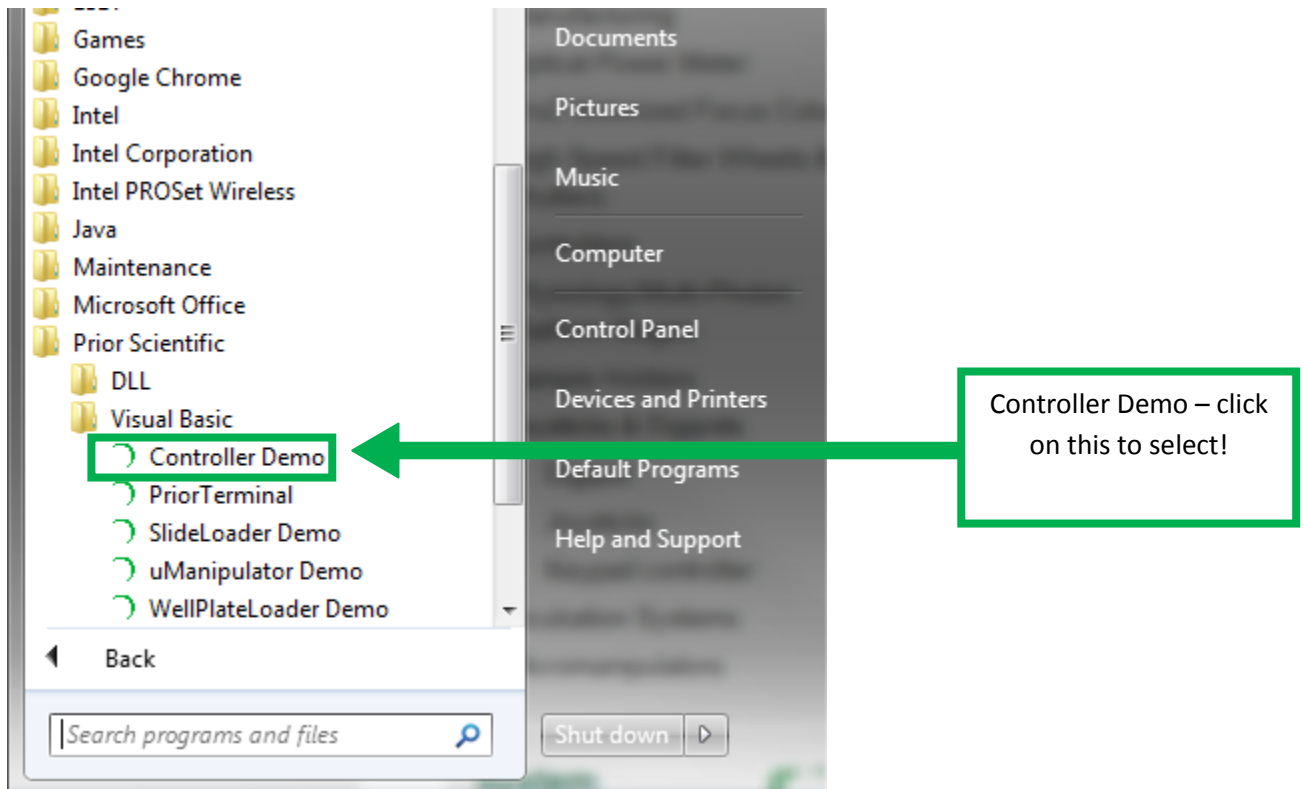 Games
Google Chrome
Intel
Intel Corporation
Intel PROSet Wireless
Java
Maintenance
Microsoft Office
Prior Scientific
DLL
Visual Basic
Controller Demo
PriorTerminal
SlideLoader Demo
uManipulator Demo
WellPlateLoader Demo
Back
Search programs and files
Documents
Pictures
Music
Computer
Control Panel
Devices and Printers
Default Programs
Help and Support
Shut down
Controller Demo – click
on this to select!